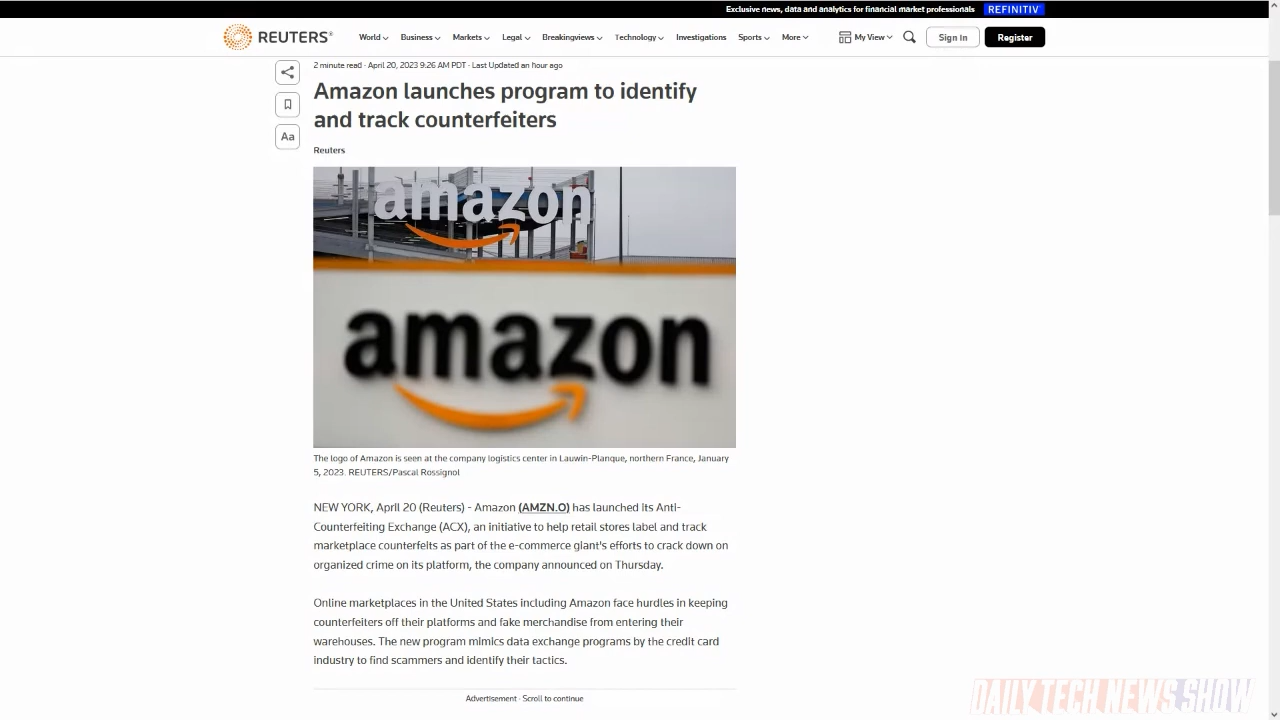 Exclusive news, data and analytics for financial market professionals REFINITIV
REUTERS® World Business Markets Legal Breakingviews Technology Investigations Sports More My View Sign In Register
2 minute read · April 20, 2023 9:26 AM PDT · Last Updated an hour ago
Amazon launches program to identify
and track counterfeiters
Aa
Reuters
amazon
amazon
The logo of Amazon is seen at the company logistics center in Lauwin-Planque, northern France, January
5, 2023. REUTERS/Pascal Rossignol
NEW YORK, April 20 (Reuters) - Amazon (AMZN.O) has launched its Anti-
Counterfeiting Exchange (ACX), an initiative to help retail stores label and track
marketplace counterfeits as part of the e-commerce giant's efforts to crack down on
organized crime on its platform, the company announced on Thursday.
Online marketplaces in the United States including Amazon face hurdles in keeping
counterfeiters off their platforms and fake merchandise from entering their
warehouses. The new program mimics data exchange programs by the credit card
industry to find scammers and identify their tactics.
Advertisement · Scroll to continue
DAILY TECH NEWS SHOW